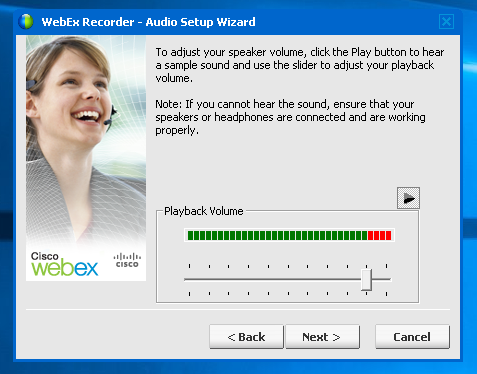 WebEx Recorder - Audio Setup Wizard
To adjust your speaker volume, click the Play button to hear
a sample sound and use the slider to adjust your playback
volume.
Note: If you cannot hear the sound, ensure that your
speakers or headphones are connected and are working
properly.
Playback Volume
Cisco
webex
cisco
< Back
Next >
Cancel